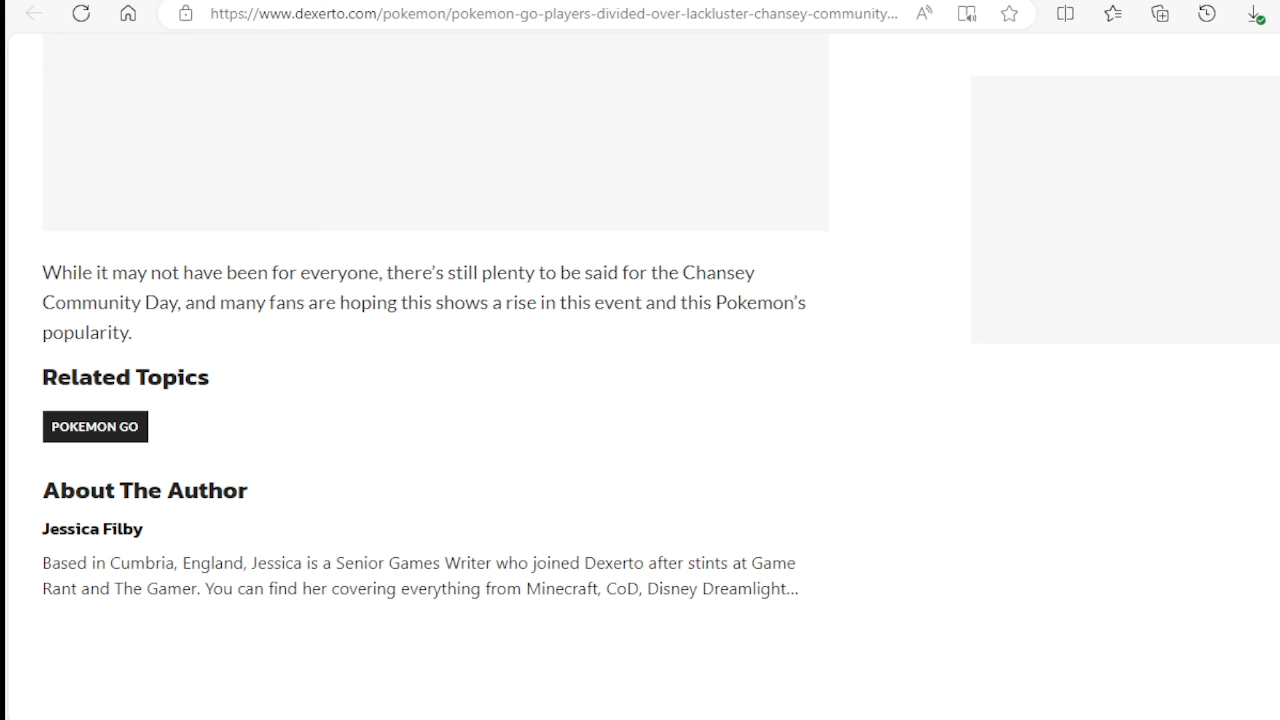 https://www.dexerto.com/pokemon/pokemon-go-players-divided-over-lackluster-chansey-community...
While it may not have been for everyone, there’s still plenty to be said for the Chansey
Community Day, and many fans are hoping this shows a rise in this event and this Pokemon’s
popularity.
Related Topics
POKEMON GO
About The Author
Jessica Filby
Based in Cumbria, England, Jessica is a Senior Games Writer who joined Dexerto after stints at Game
Rant and The Gamer. You can find her covering everything from Minecraft, CoD, Disney Dreamlight...